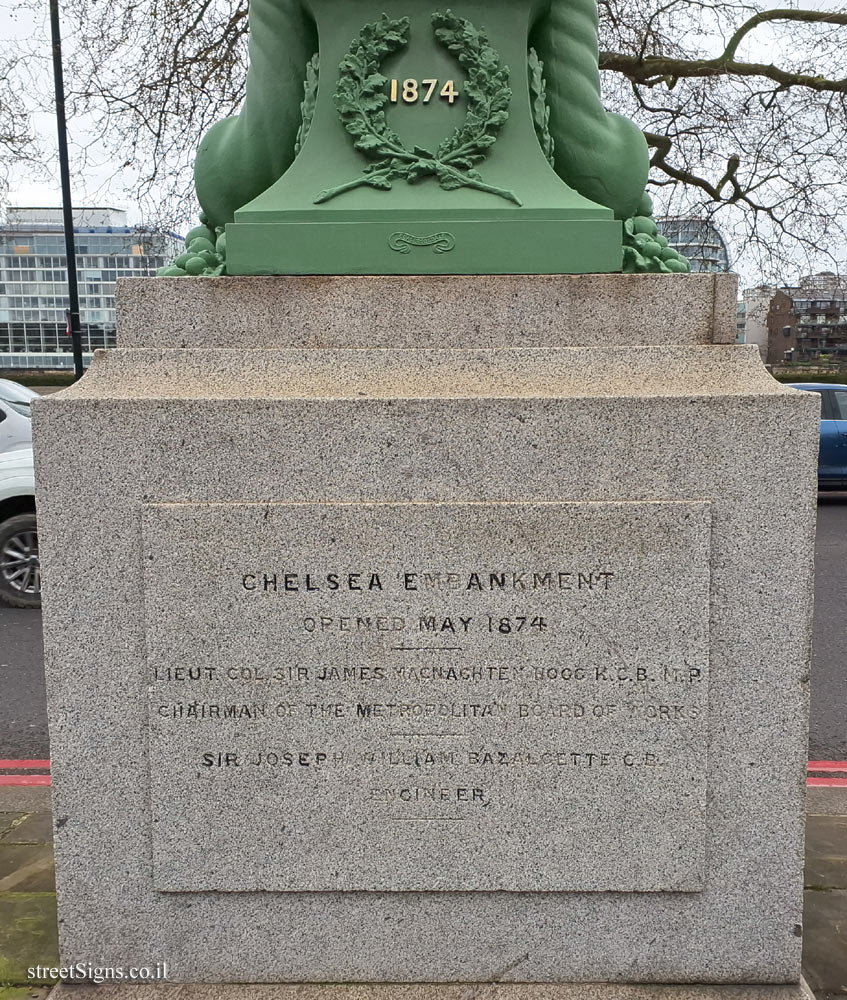 1874
CHELSEA EMBANKMENT
OPENED MAY 1874
LIEUT COL. SIR JAMES MACNAGHTEN HOGG K.C.B. M.P.
CHAIRMAN OF THE METROPOLITAN BOARD OF WORKS
SIR JOSEPH WILLIAM BAZALGETTE C.B.
ENGINEER
streetSigns.co.il